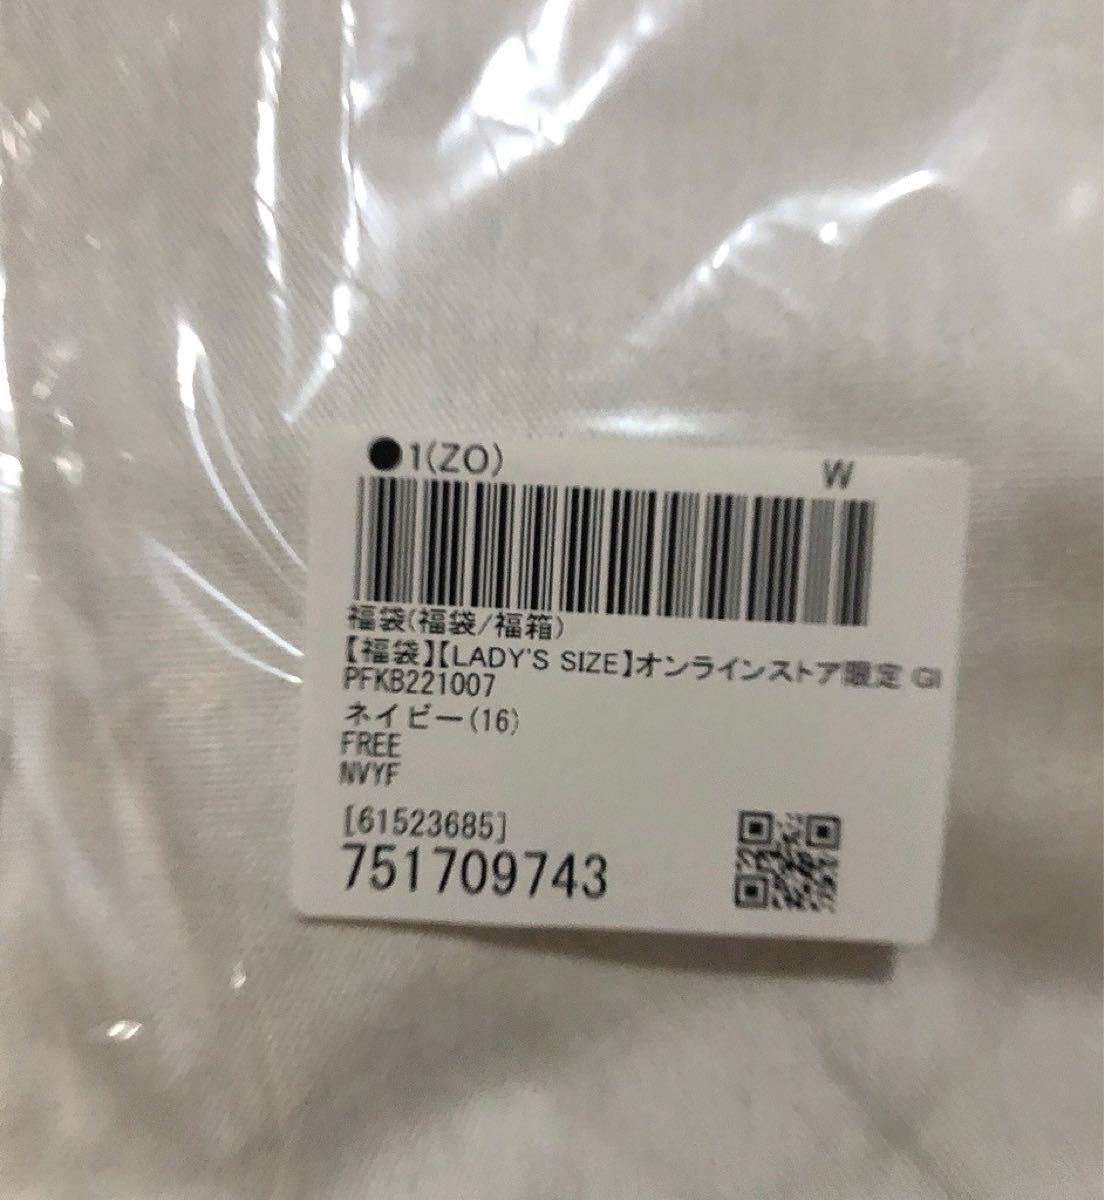 ●1(ZO) W
福袋(福袋/福箱)
【福袋】【LADY'S SIZE】オンラインストア限定 GI
PFKB221007
ネイビー(16)
FREE
NVYF
[61523685]
751709743